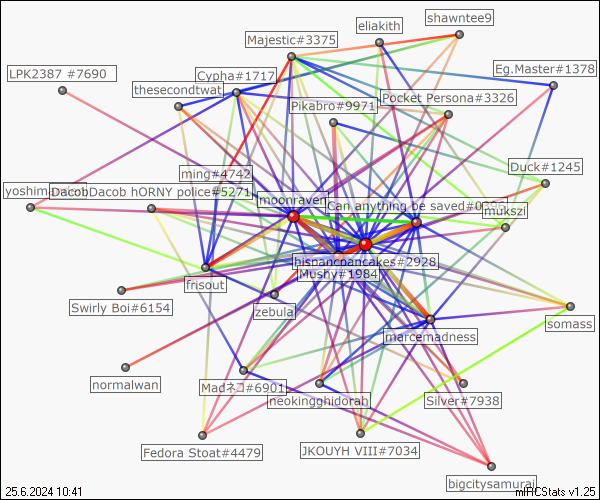 shawntee9
eliakith
Majestic#3375
LPK2387 #7690
Cypha#1717
Eg.Master#1378
thesecondtwat
Pikabro#9971
Pocket Persona#3326
Duck#1245
ming#4742
yoshim
DacobDacob hORNY police#5271
moonraven
Can anything be saved#03
mukszi
hispanicpancakes#2928
Mushy#1984
frisout
Swirly Boi#6154
zebula
somass
marcemadness
normalwan
Madネコ#6901
neokingghidorah
Silver#7938
Fedora Stoat#4479
JKOUYH VIII#7034
bigcitysamurai
25.6.2024 10:41
mIRCStats v1.25